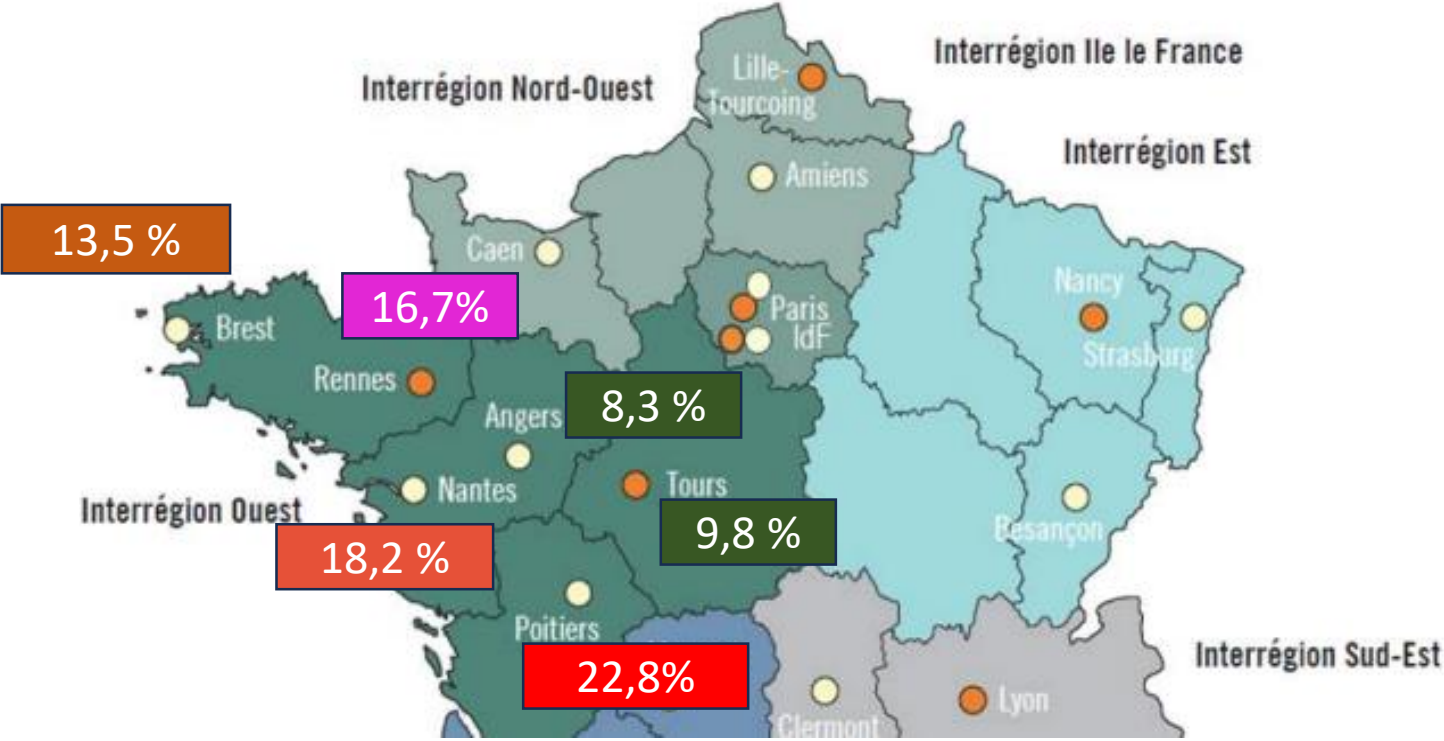 Interrégion Ile le France
Lille-
Tourcoing
Interrégion Nord-Ouest
Interrégion Est
Amiens
13,5 %
Caen
16,7%
Nancy
Paris
IdF
Brest
Strasburg
Rennes
8,3 %
Angers
Nantes
Tours
Interrégion Ouest
9,8 %
Besançon
18,2 %
Poitiers
Interrégion Sud-Est
22,8%
Lyon
Clermont